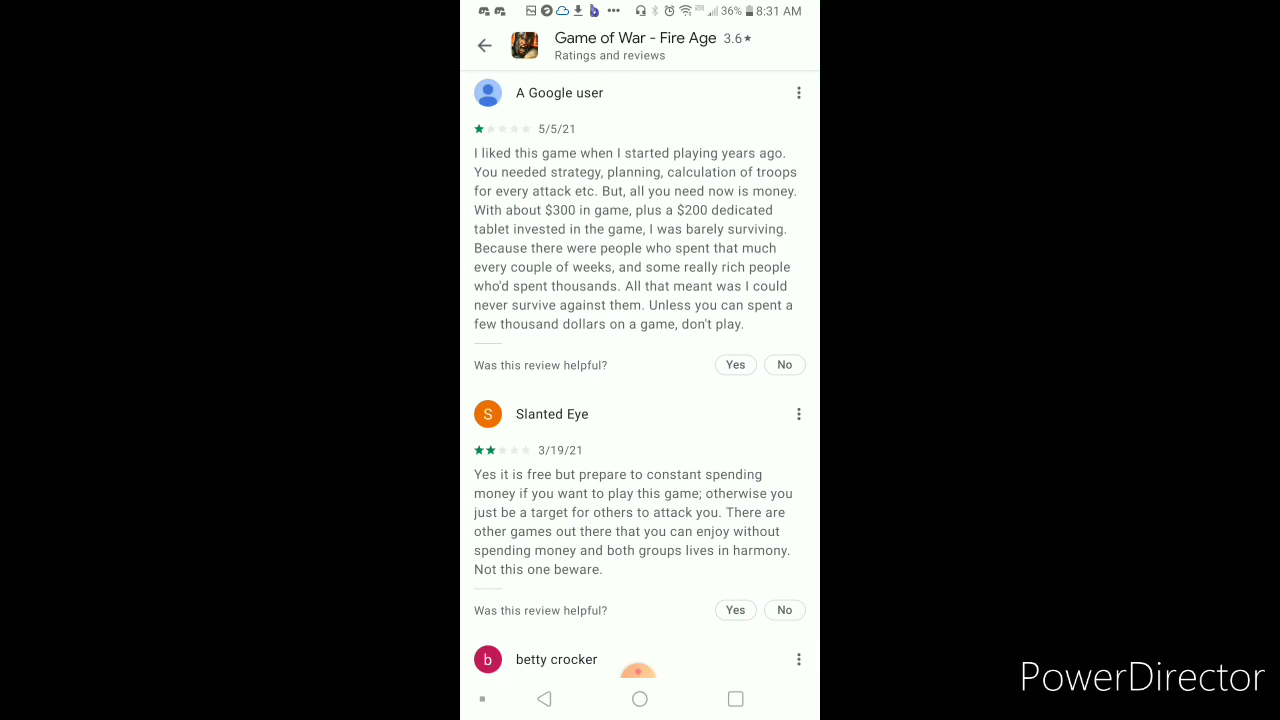 36% 8:31 AM
Game of War - Fire Age 3.6★
Ratings and reviews
A Google user
5/5/21
I liked this game when I started playing years ago.
You needed strategy, planning, calculation of troops
for every attack etc. But, all you need now is money.
With about $300 in game, plus a $200 dedicated
tablet invested in the game, I was barely surviving.
Because there were people who spent that much
every couple of weeks, and some really rich people
who'd spent thousands. All that meant was I could
never survive against them. Unless you can spent a
few thousand dollars on a game, don't play.
Was this review helpful? Yes No
S Slanted Eye
3/19/21
Yes it is free but prepare to constant spending
money if you want to play this game; otherwise you
just be a target for others to attack you. There are
other games out there that you can enjoy without
spending money and both groups lives in harmony.
Not this one beware.
Was this review helpful? Yes No
b betty crocker
PowerDirector